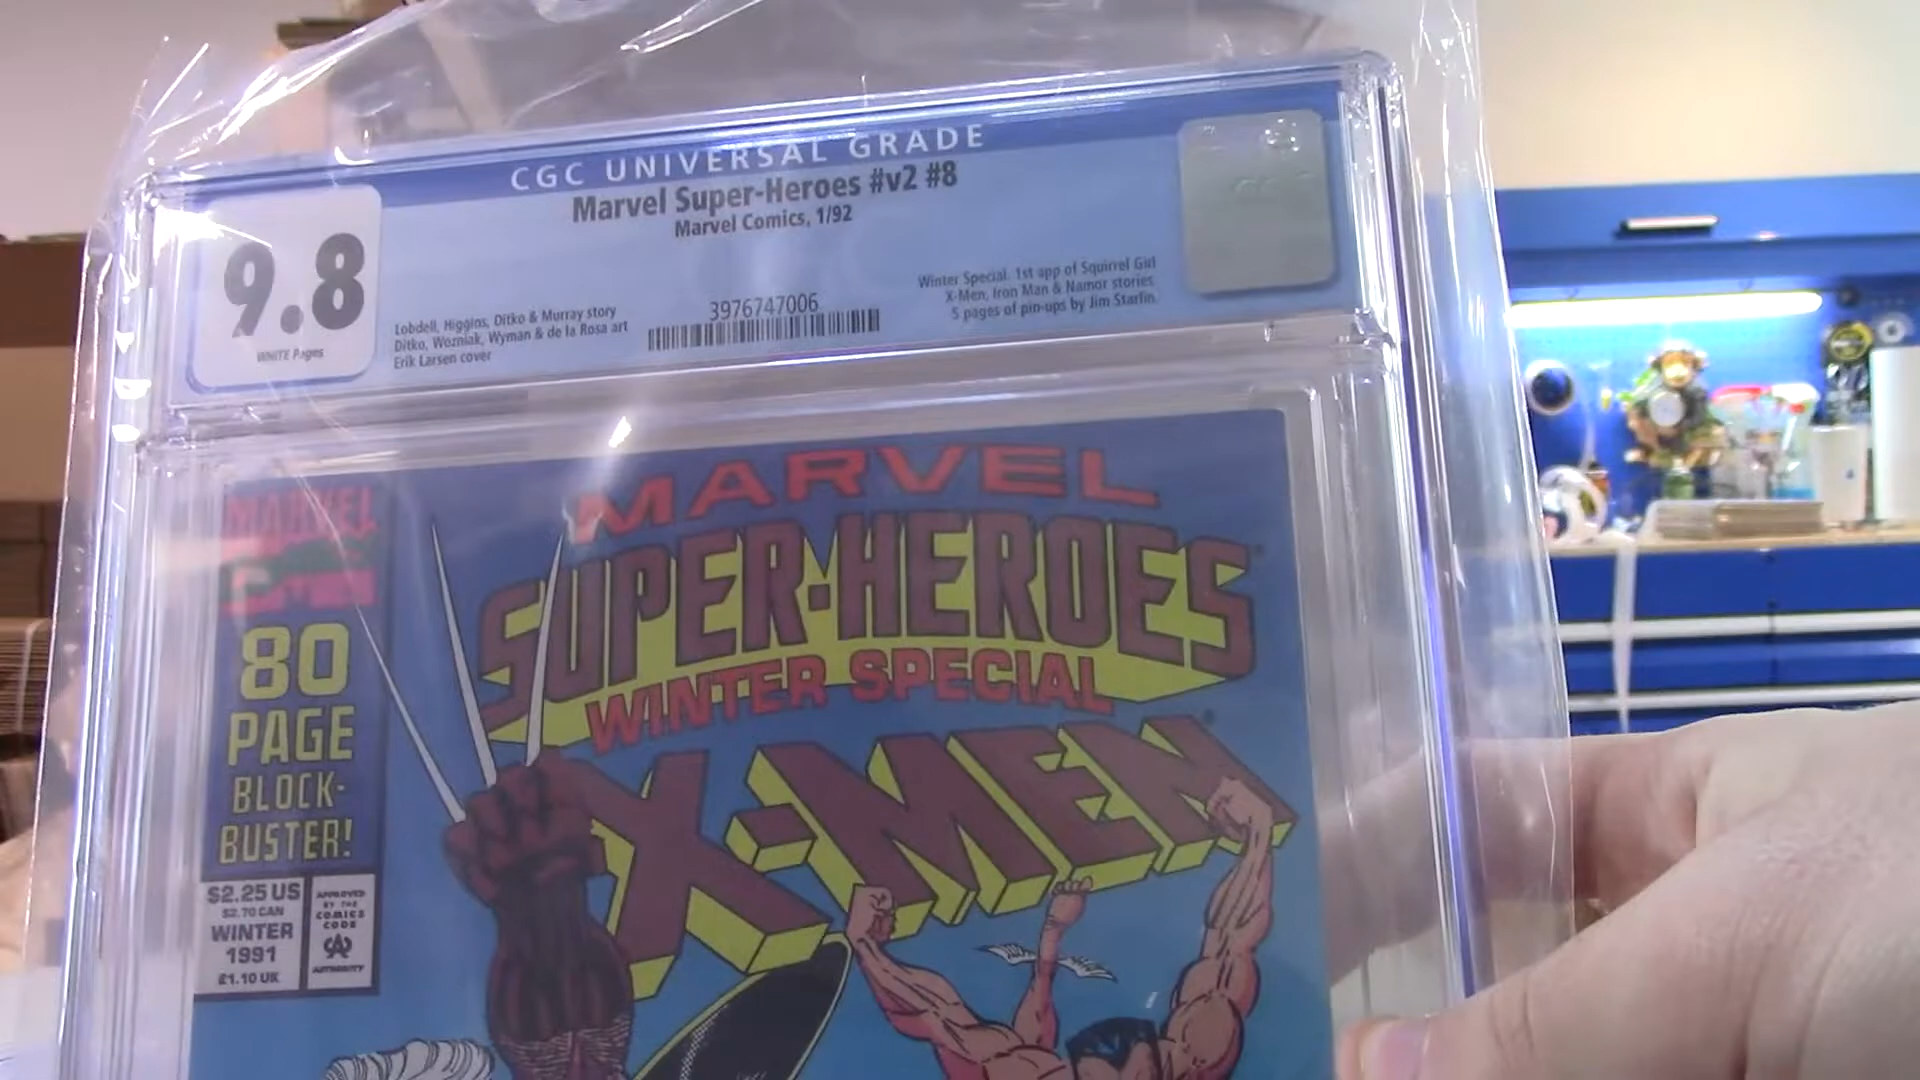 CGC UNIVERSAL GRADE
Marvel Super-Heroes #v2 #8
Marvel Comics, 1/92
9.8
WHITE Pages
Lobdell, Higgins, Ditko & Murray story
Ditko, Wozniak, Wyman & de la Rosa art
Erik Larsen cover
3976747006
Winter Special. 1st app of Squirrel Girl
X-Men, Iron Man & Namor stories.
5 pages of pin-ups by Jim Starlin.
MARVEL
80
PAGE
BLOCK-
BUSTER!
$2.25 US
$2.70 CAN
WINTER
1991
£1.10 UK
APPROVED
BY THE
COMICS
CODE
CA
AUTHORITY
MARVEL
SUPER-HEROES
WINTER SPECIAL
X-MEN